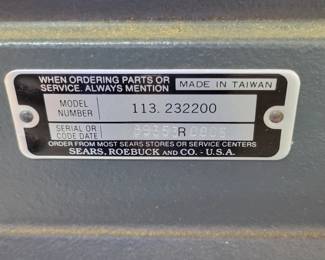 WHEN ORDERING PARTS OR
SERVICE. ALWAYS MENTION
MADE IN TAIWAN
MODEL
NUMBER
113. 232200
SERIAL OR
CODE DATE
R
ORDER FROM MOST SEARS STORES OR SERVICE CENTERS
SEARS, ROEBUCK AND CO. - U.S.A.